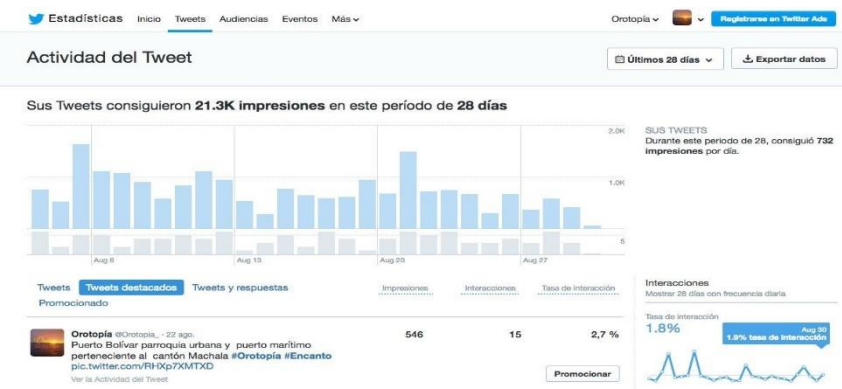 Estadísticas Inicio Tweets Audiencias Eventos Más
Orotopía
Registrarse en Twitter Ads
Actividad del Tweet
Últimos 28 días
Exportar datos
Sus Tweets consiguieron 21.3K impresiones en este período de 28 días
2.0K
1.0K
5
Aug 6
Aug 13
Aug 20
Aug 27
SUS TWEETS
Durante este periodo de 28, consiguió 732
impresiones por día.
Tweets Tweets destacados Tweets y respuestas
Promocionado
Impresiones Interacciones Tasa de interacción
Orotopía @Orotopia_ · 22 ago.
Puerto Bolívar parroquia urbana y puerto marítimo
perteneciente al cantón Machala #Orotopía #Encanto
pic.twitter.com/RHXp7XMTXD
Ver la Actividad del Tweet
546 15 2,7 %
Promocionar
Interacciones
Mostrar 28 días con frecuencia diaria
Tasa de interacción
1.8%
Aug 30
1.9% tasa de interacción